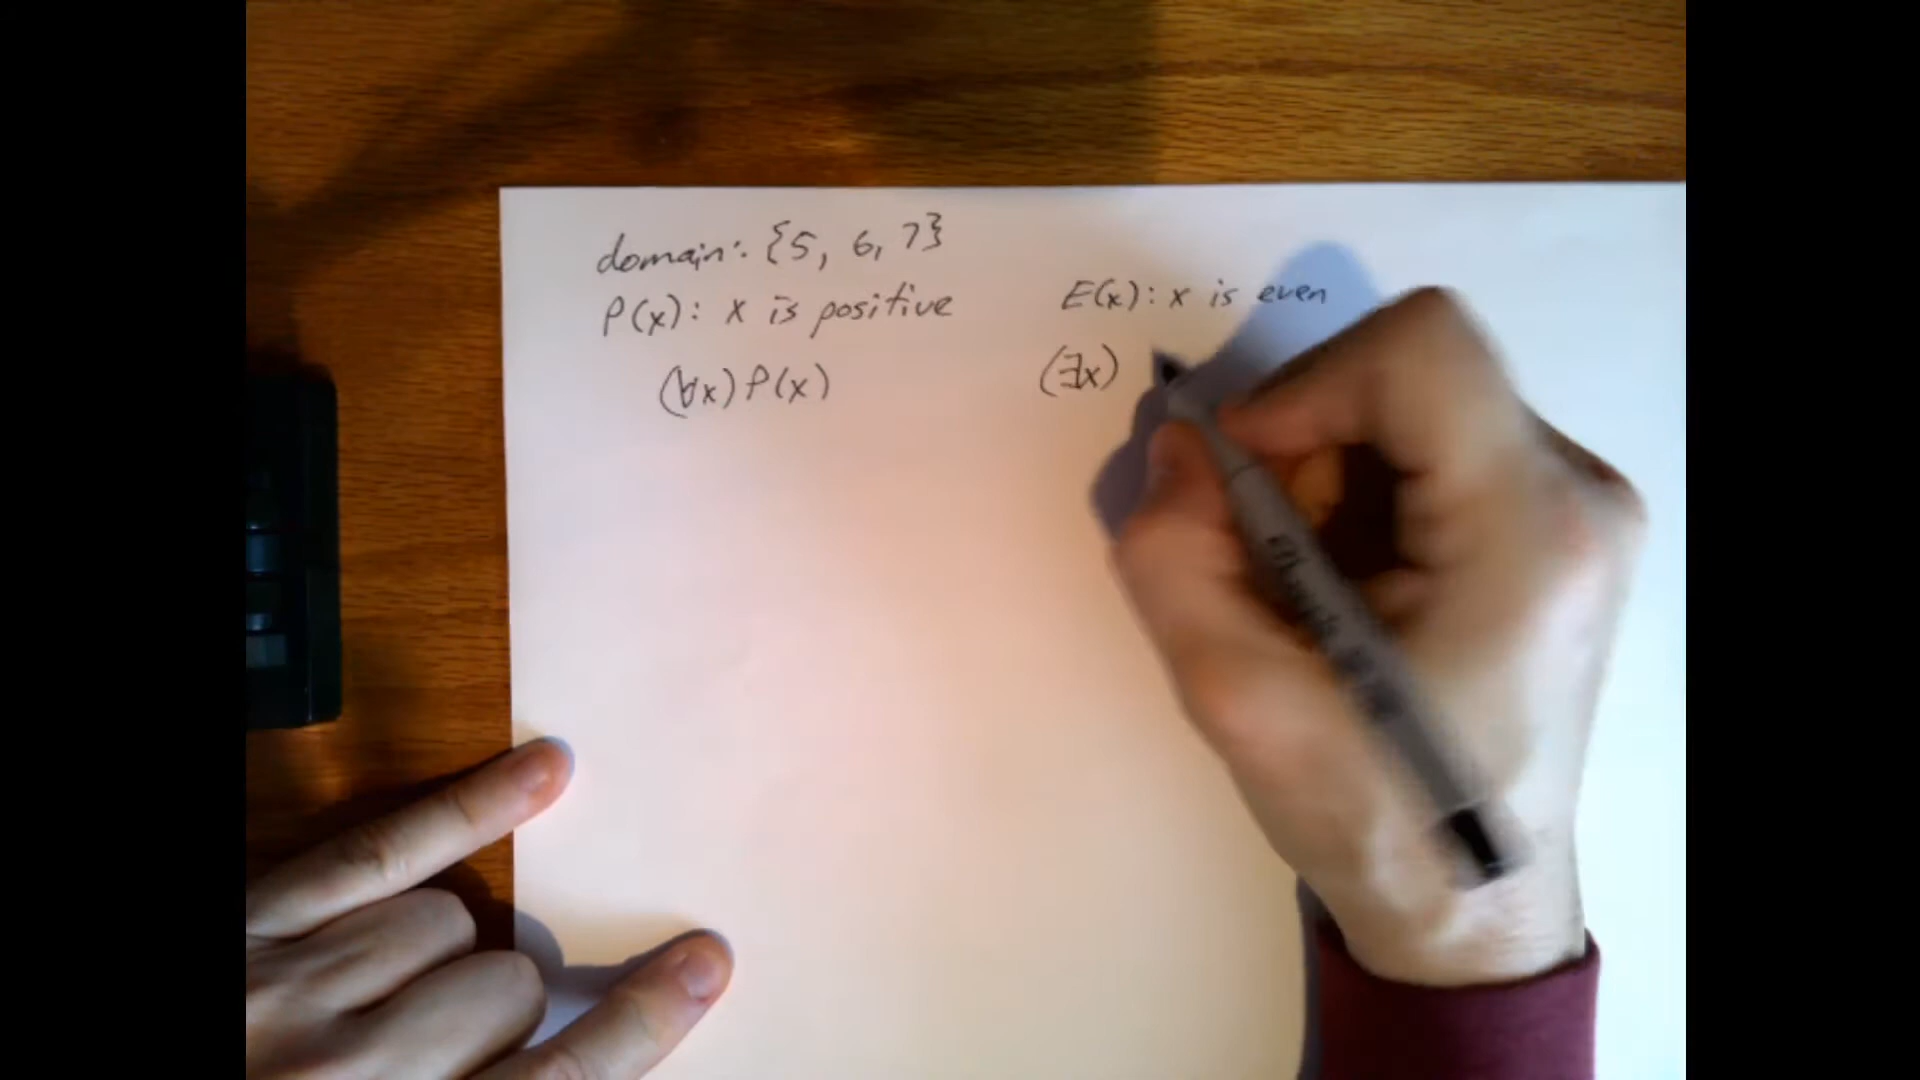 domain: {5, 6, 7}
P(x): x is positive
E(x): x is even
(∀x) P(x)
(∃x)